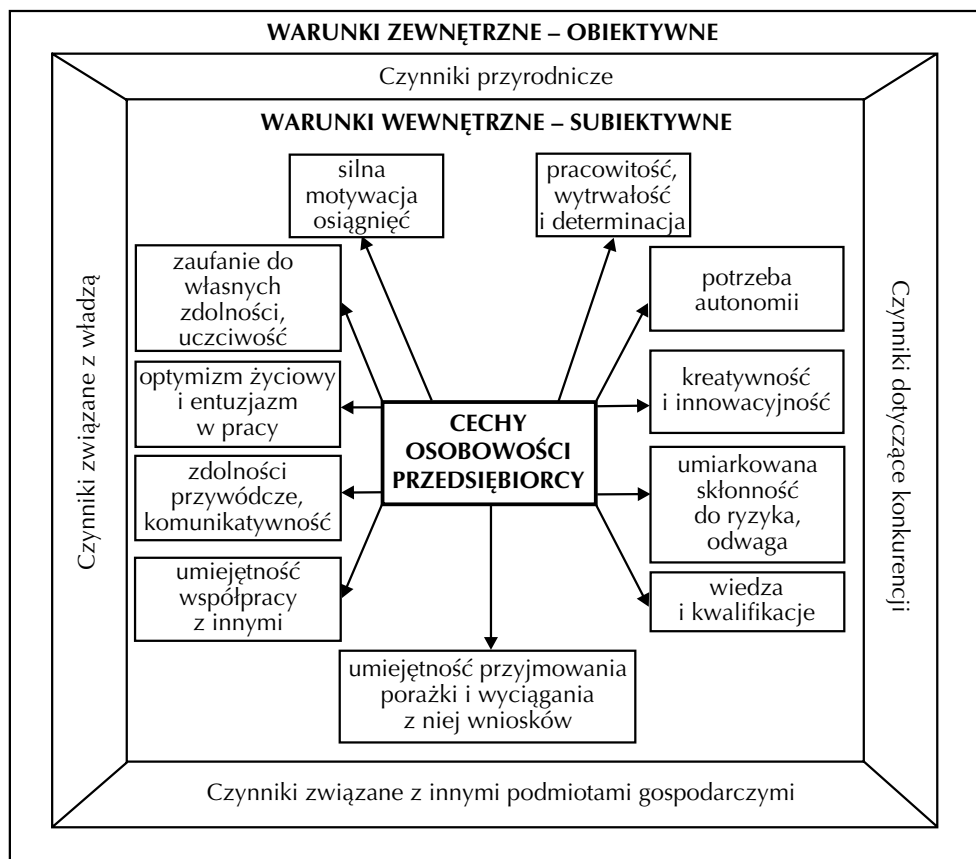 WARUNKI ZEWNĘTRZNE – OBIEKTYWNE
Czynniki przyrodnicze
WARUNKI WEWNĘTRZNE – SUBIEKTYWNE
silna
motywacja
osiągnięć
pracowitość,
wytrwałość
i determinacja
zaufanie do
własnych
zdolności,
uczciwość
potrzeba
autonomii
optymizm życiowy
i entuzjazm
w pracy
kreatywność
i innowacyjność
CECHY
OSOBOWOŚCI
PRZEDSIĘBIORCY
zdolności
przywódcze,
komunikatywność
umiarkowana
skłonność
do ryzyka,
odwaga
umiejętność
współpracy
z innymi
wiedza
i kwalifikacje
umiejętność przyjmowania
porażki i wyciągania
z niej wniosków
Czynniki związane z władzą
Czynniki dotyczące konkurencji
Czynniki związane z innymi podmiotami gospodarczymi